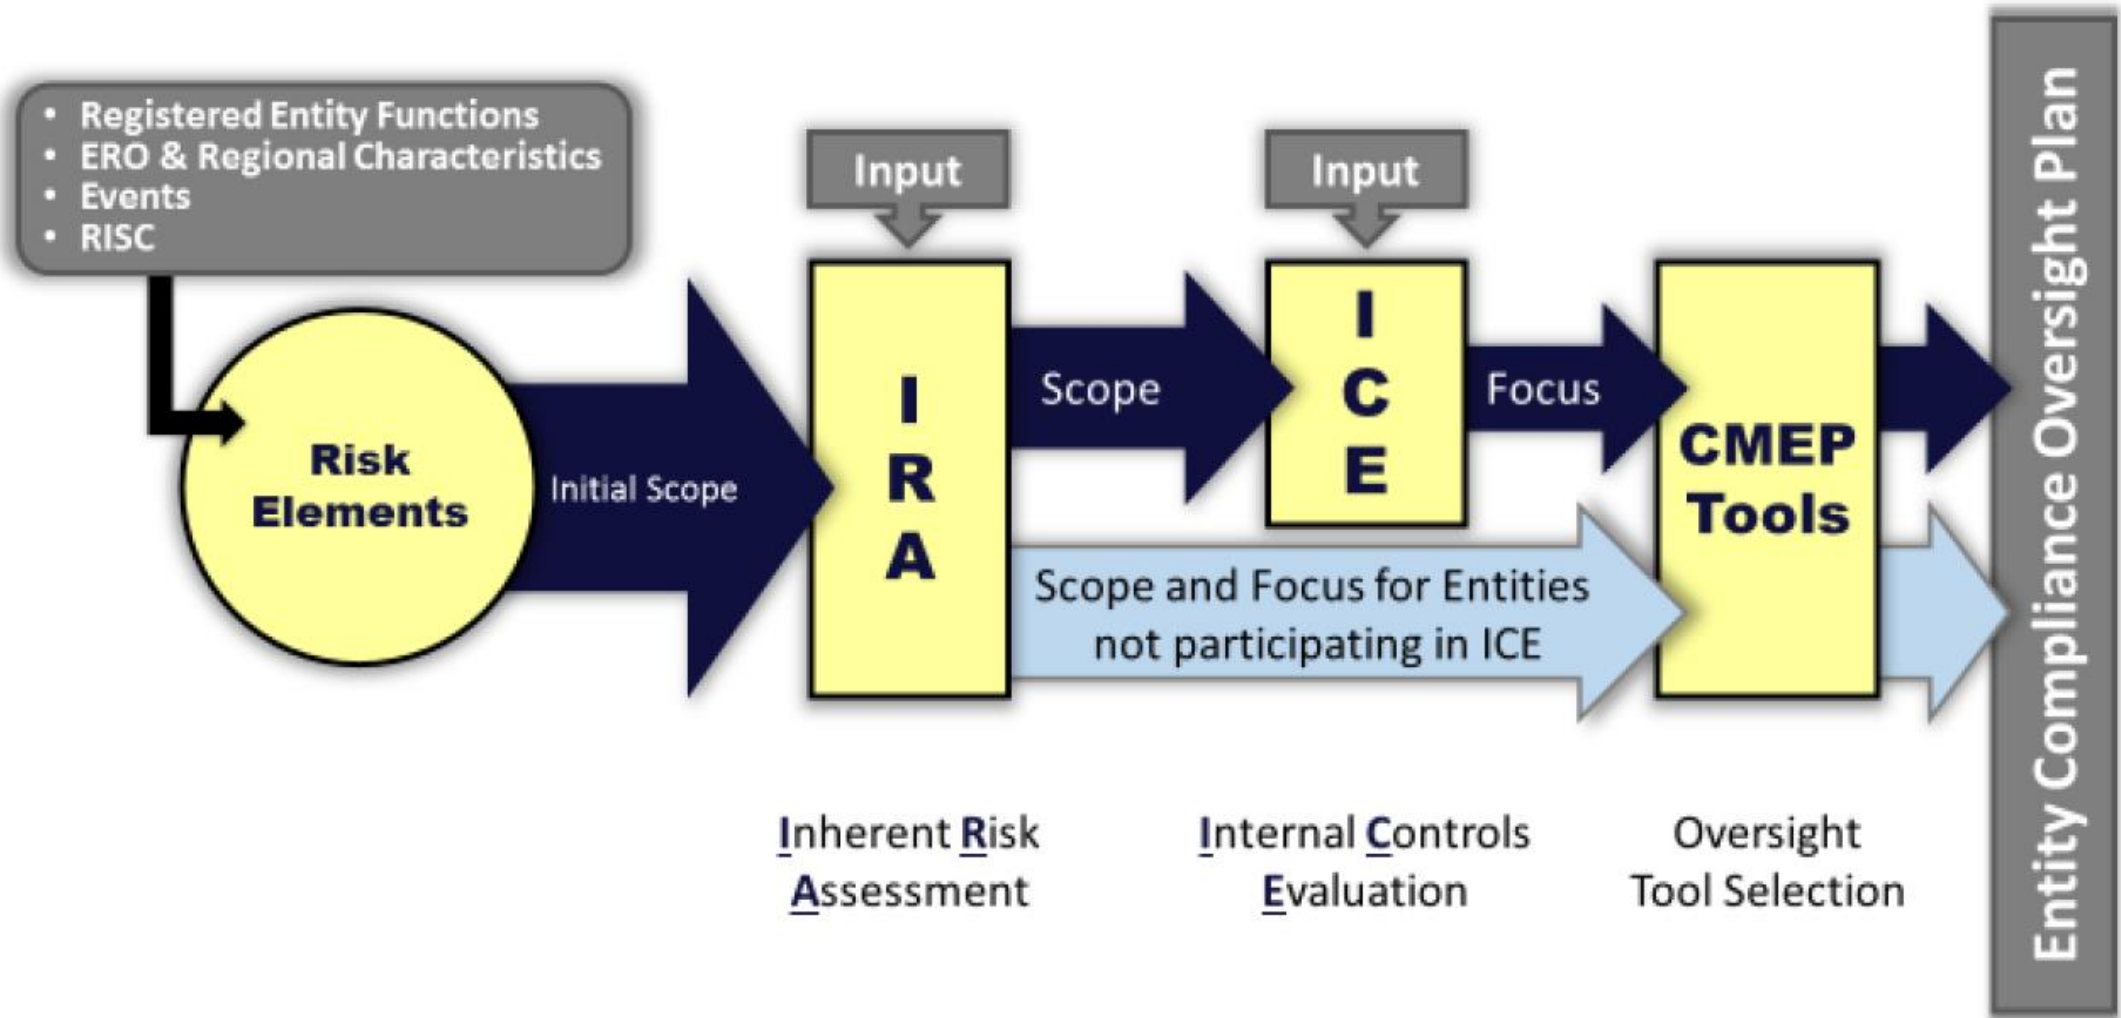 • Registered Entity Functions
• ERO & Regional Characteristics
• Events
• RISC
Risk
Elements
Initial Scope
Input
I
R
A
Scope
Input
I
C
E
Focus
Scope and Focus for Entities
not participating in ICE
CMEP
Tools
Entity Compliance Oversight Plan
Inherent Risk
Assessment
Internal Controls
Evaluation
Oversight
Tool Selection